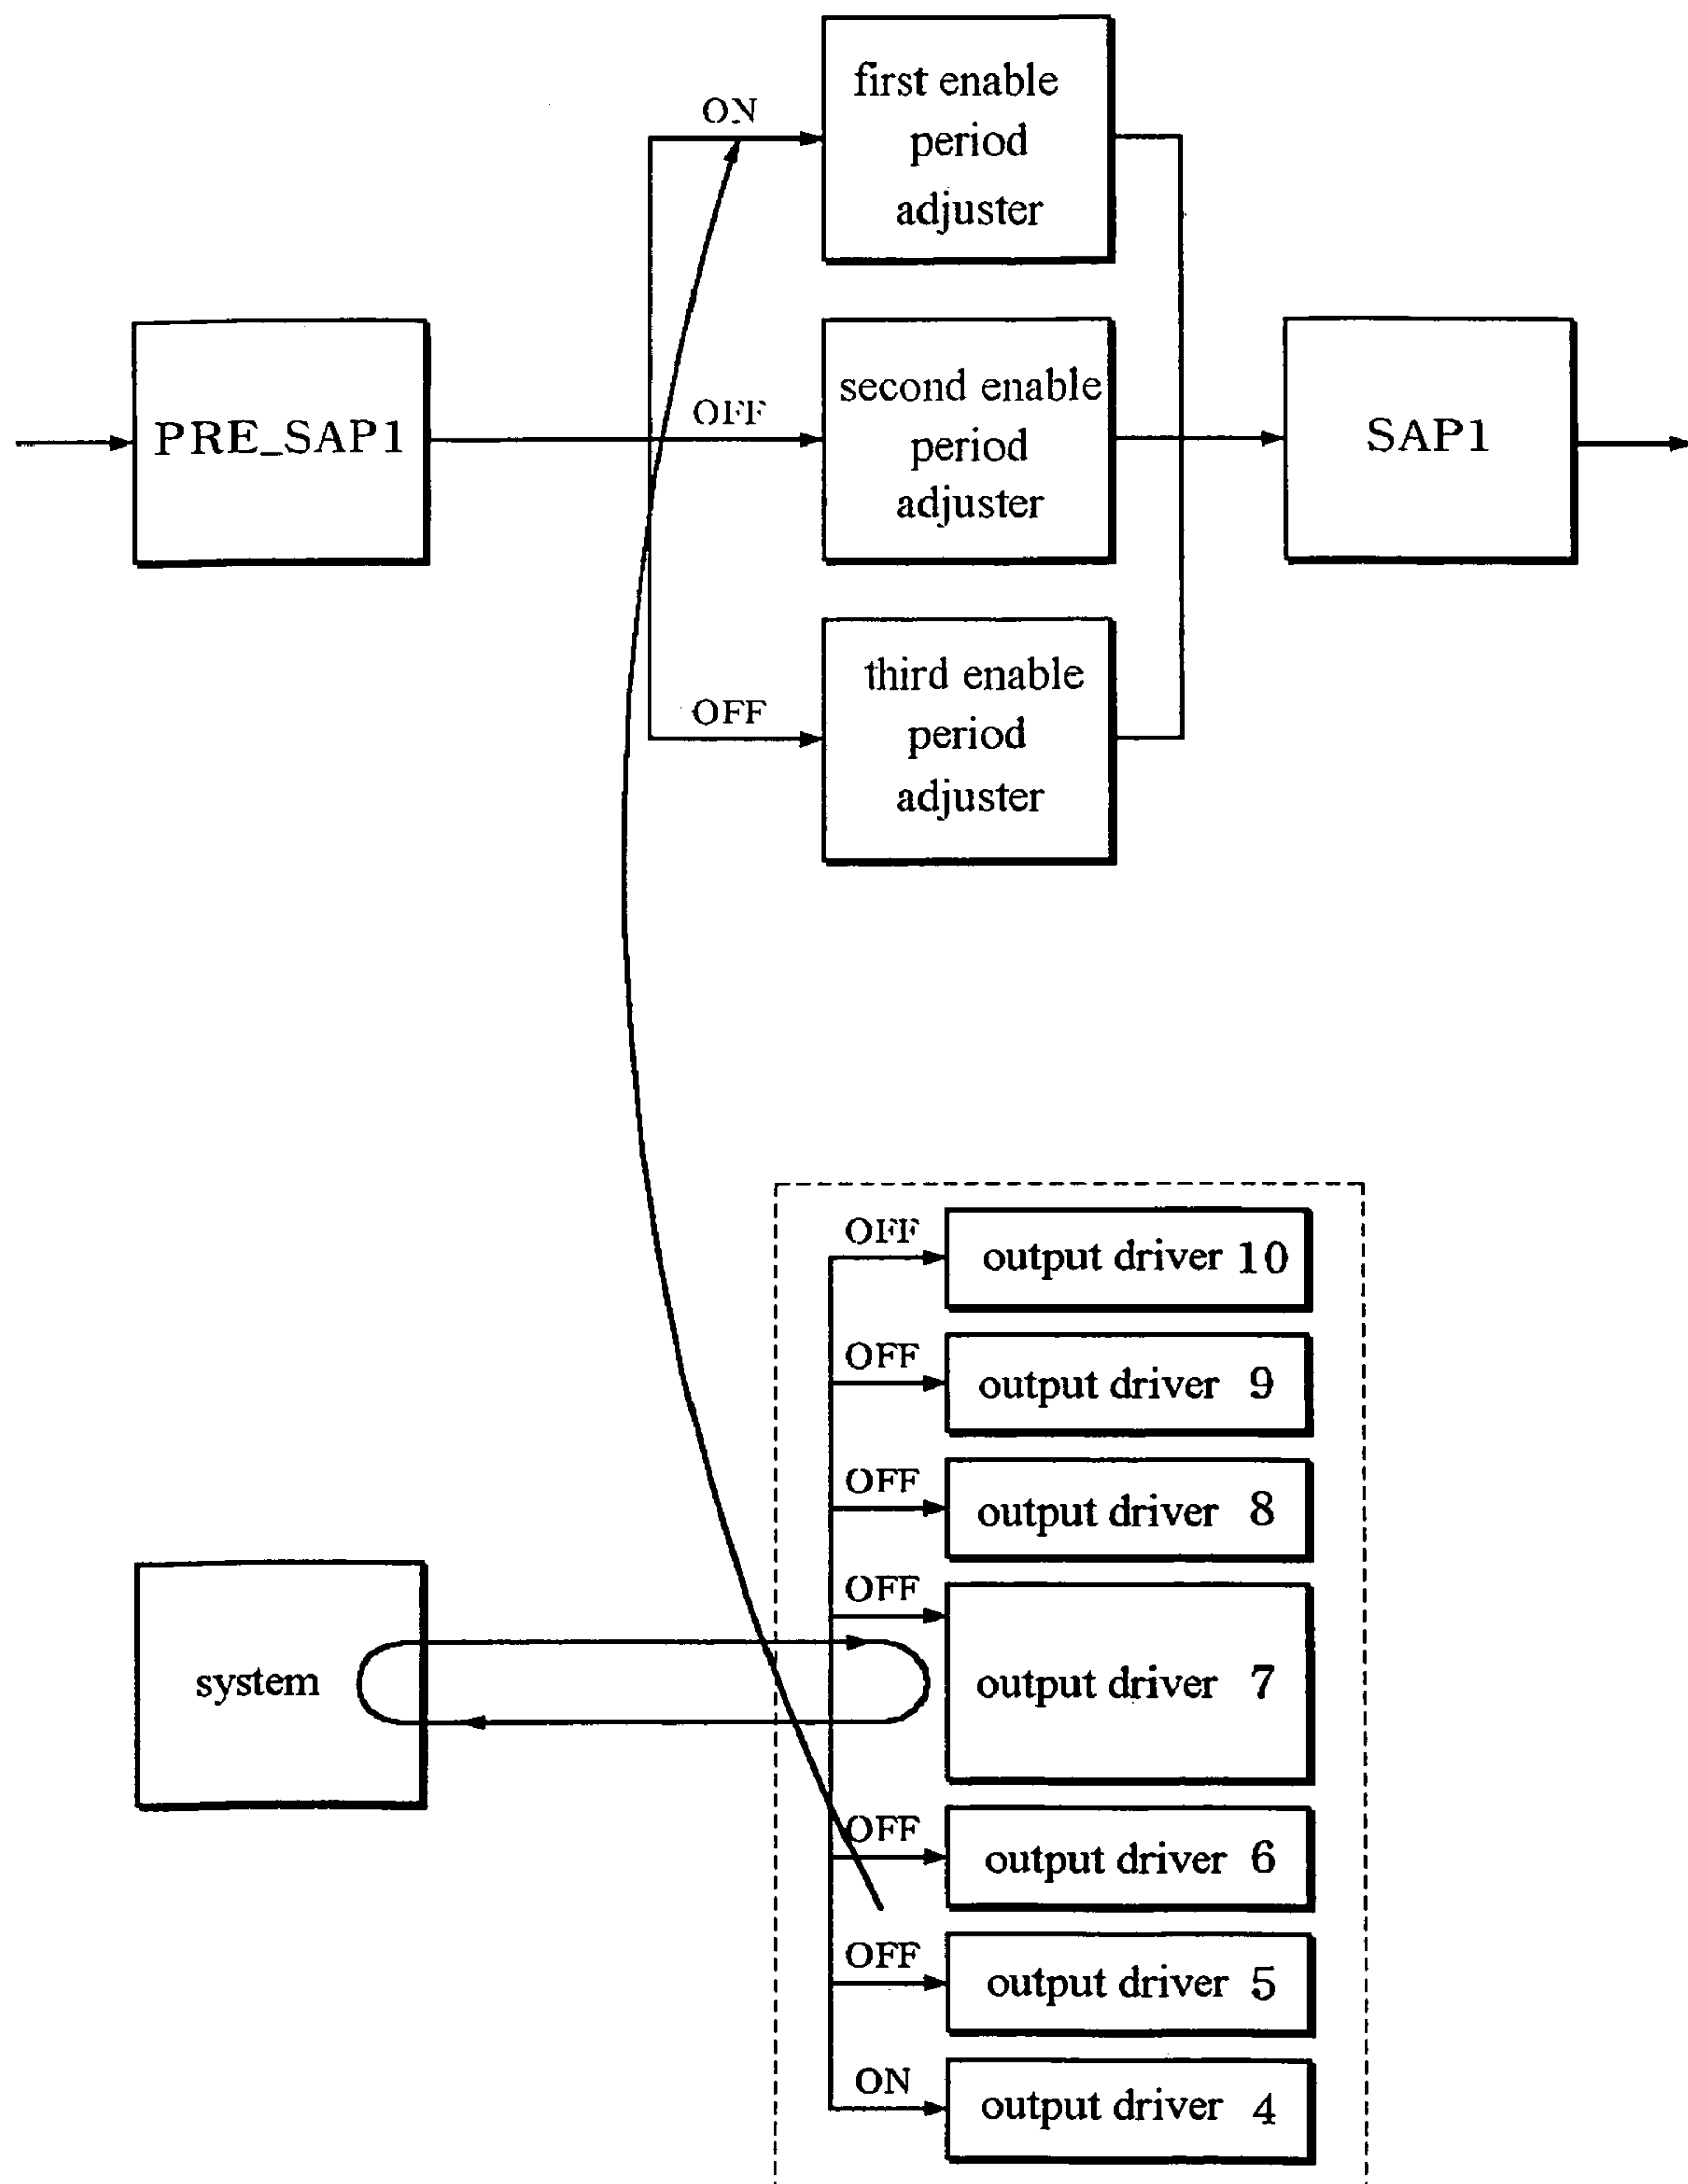 ON
first enable
period
adjuster
PRE_SAP1
OFF
second enable
period
adjuster
SAP1
OFF
third enable
period
adjuster
OFF
output driver 10
OFF
output driver 9
OFF
output driver 8
OFF
system
output driver 7
OFF
output driver 6
OFF
output driver 5
ON
output driver 4